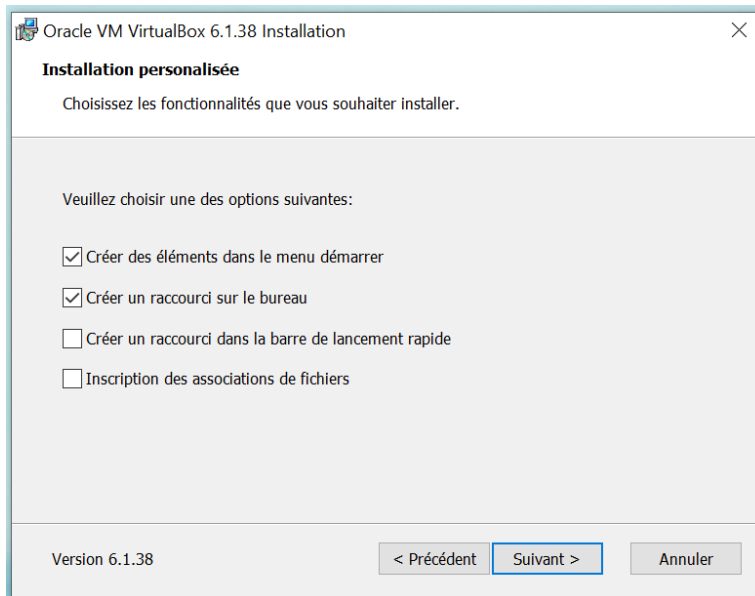 Oracle VM VirtualBox 6.1.38 Installation
Installation personalisée
Choisissez les fonctionnalités que vous souhaiter installer.
Veuillez choisir une des options suivantes:
Créer des éléments dans le menu démarrer
Créer un raccourci sur le bureau
Créer un raccourci dans la barre de lancement rapide
Inscription des associations de fichiers
Version 6.1.38
< Précédent
Suivant >
Annuler